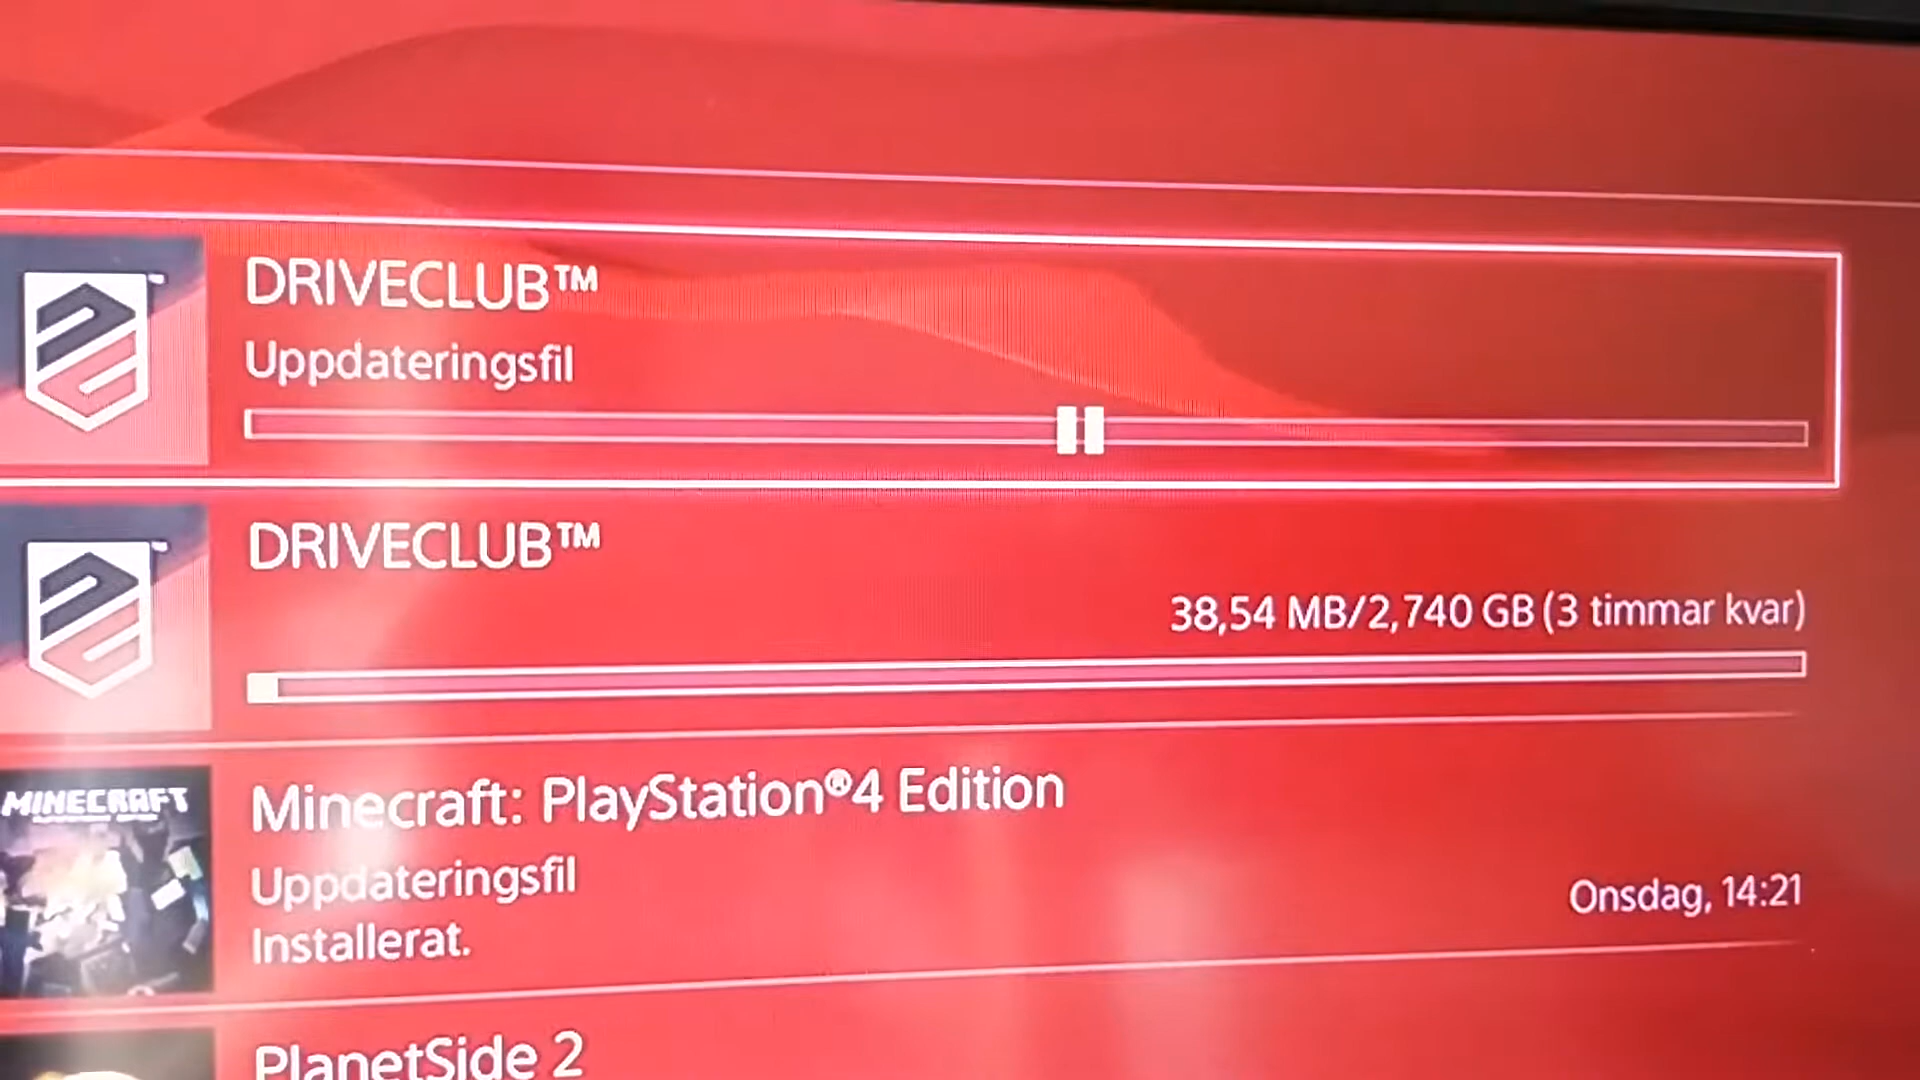 DRIVECLUB™
Uppdateringsfil
DRIVECLUB™
38,54 MB/2,740 GB (3 timmar kvar)
MINECRAFT
Minecraft: PlayStation®4 Edition
Uppdateringsfil
Onsdag, 14:21
Installerat.
PlanetSide 2